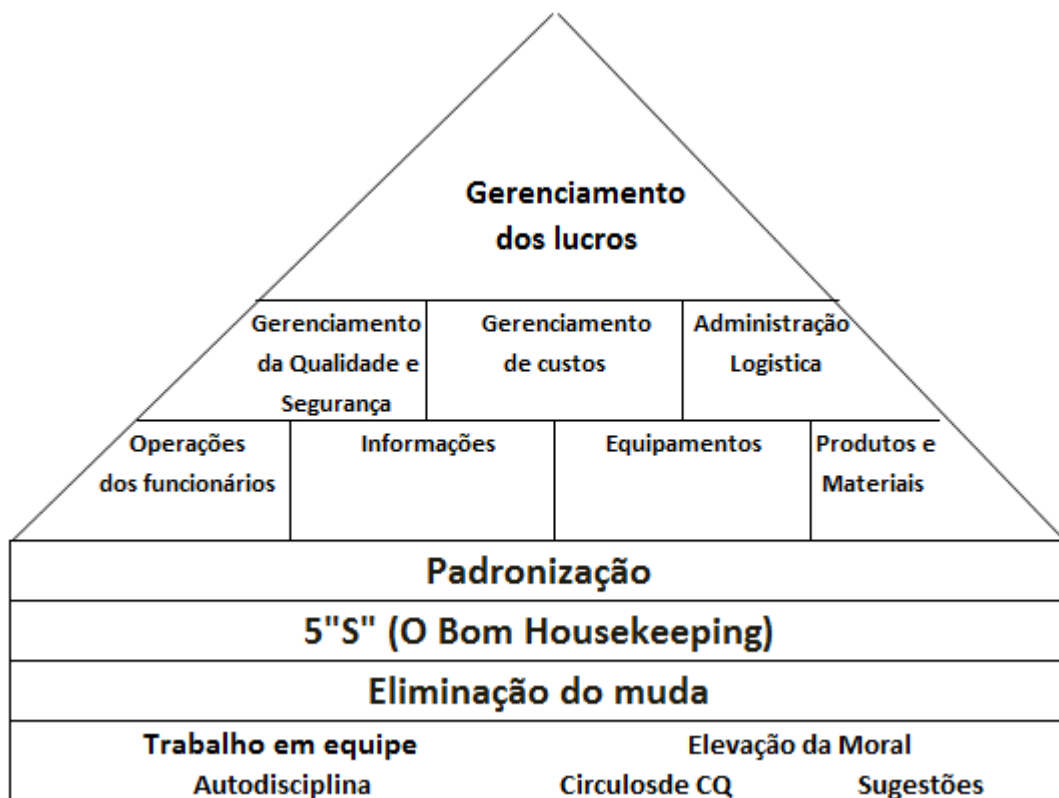 Gerenciamento
dos lucros
Gerenciamento
da Qualidade e
Segurança
Gerenciamento
de custos
Administração
Logistica
Operações
dos funcionários
Informações
Equipamentos
Produtos e
Materiais
Padronização
5"S" (O Bom Housekeeping)
Eliminação do muda
Trabalho em equipe Elevação da Moral
Autodisciplina Circulosde CQ Sugestões